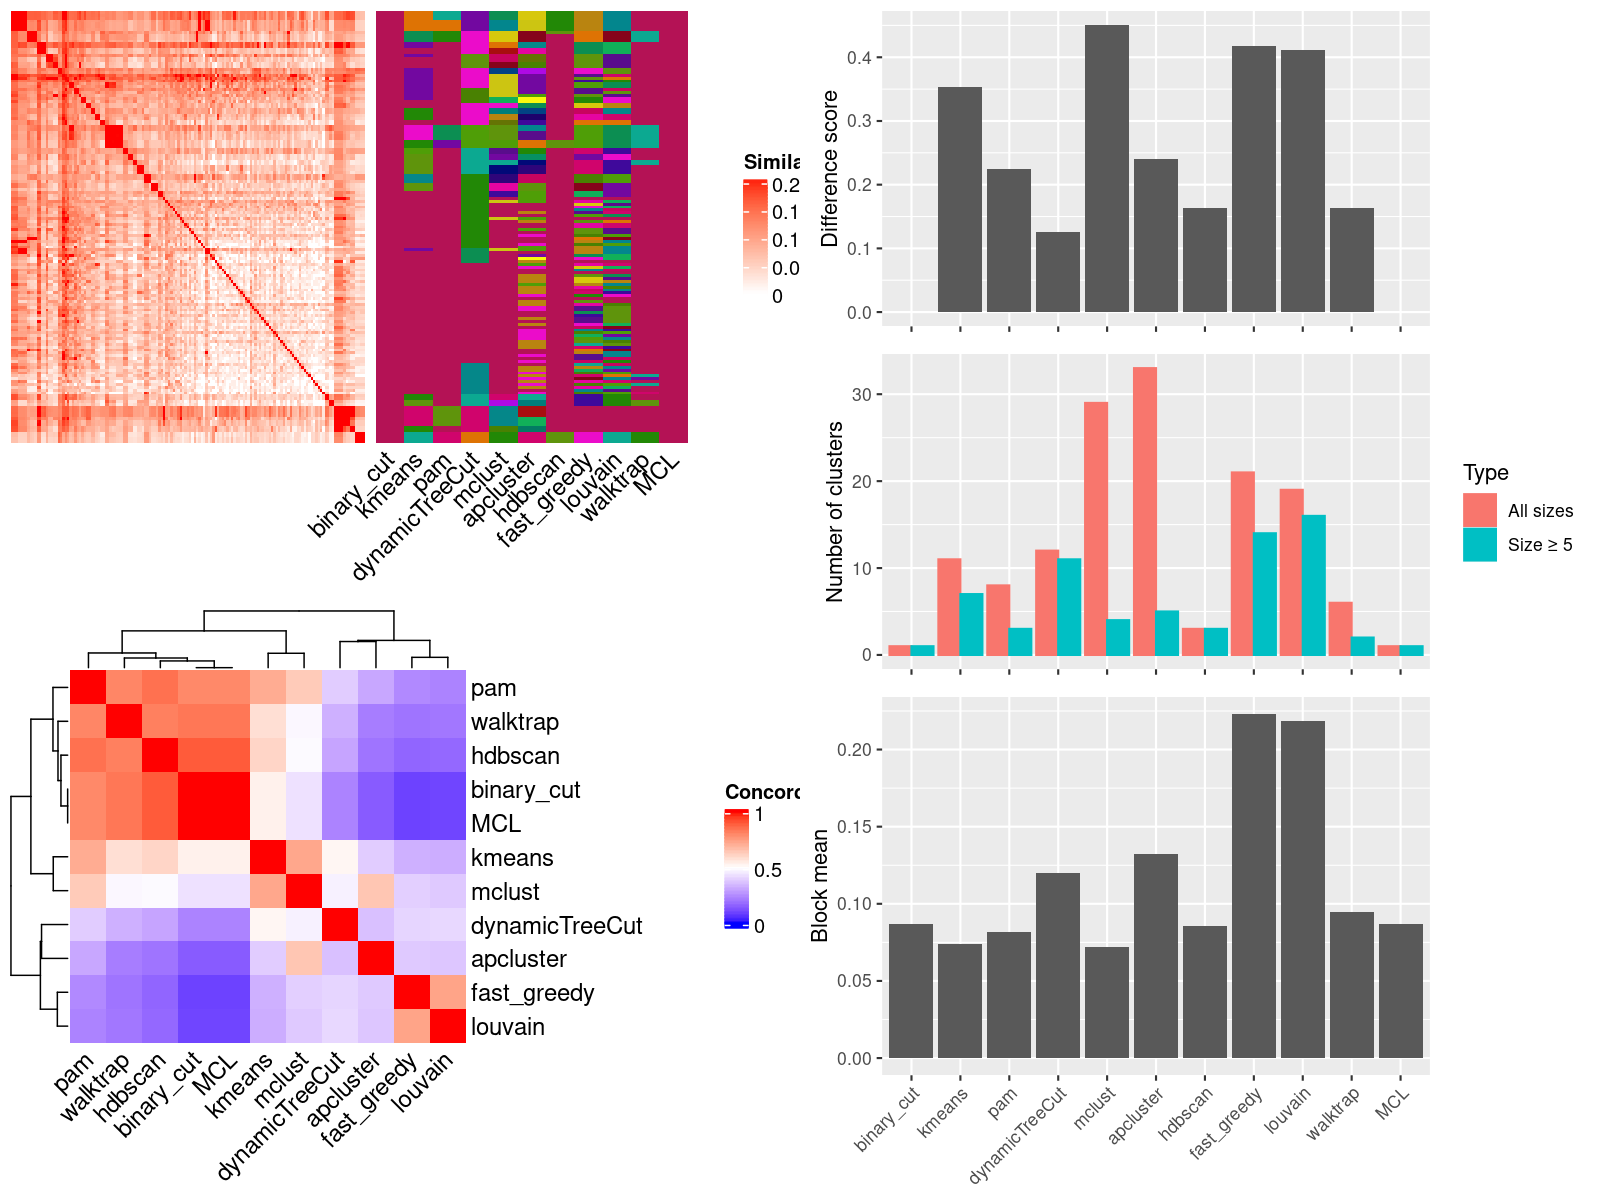 Simila
0.2
0.1
0.1
0.0
0
binary_cut
kmeans
pam
dynamicTreeCut
mclust
apcluster
hdbscan
fast_greedy
louvain
walktrap
MCL
pam
walktrap
hdbscan
binary_cut
MCL
kmeans
mclust
dynamicTreeCut
apcluster
fast_greedy
louvain
pam
walktrap
hdbscan
binary_cut
MCL
kmeans
mclust
dynamicTreeCut
apcluster
fast_greedy
louvain
Concord
1
0.5
0
Difference score
0.4
0.3
0.2
0.1
0.0
Number of clusters
30
20
10
0
Type
All sizes
Size ≥ 5
Block mean
0.20
0.15
0.10
0.05
0.00
binary_cut
kmeans
pam
dynamicTreeCut
mclust
apcluster
hdbscan
fast_greedy
louvain
walktrap
MCL